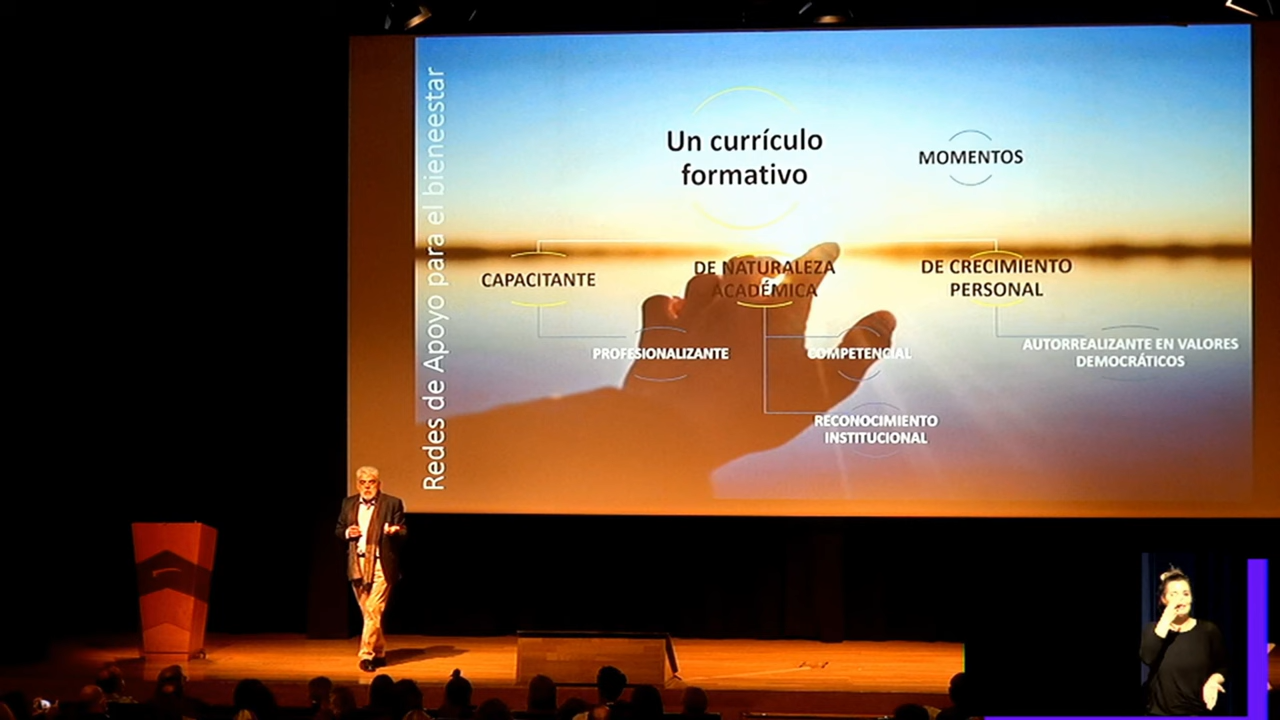 Redes de Apoyo para el bieneestar
Un currículo
formativo
MOMENTOS
CAPACITANTE
DE NATURALEZA
ACADÉMICA
DE CRECIMIENTO
PERSONAL
PROFESIONALIZANTE
COMPETENCIAL
AUTORREALIZANTE EN VALORES
DEMOCRÁTICOS
RECONOCIMIENTO
INSTITUCIONAL